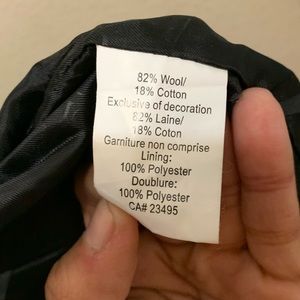 82% Wool/
18% Cotton
Exclusive of decoration
82% Laine/
18% Coton
Garniture non comprise
Lining:
100% Polyester
Doublure:
100% Polyester
CA# 23495